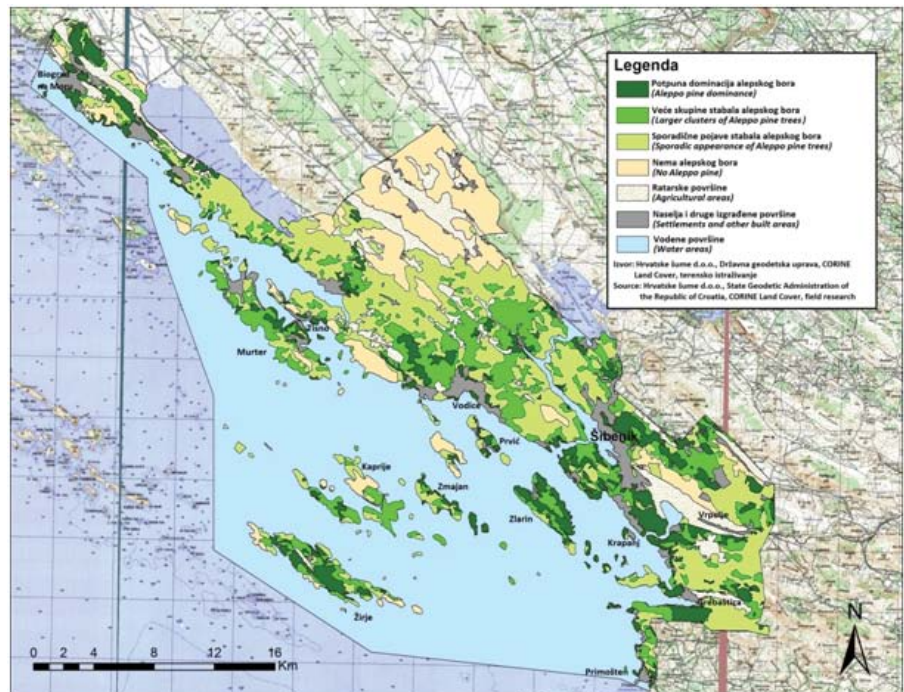 Legenda
Potpuna dominacija alepskog bora
(Aleppo pine dominance)
Veće skupine stabala alepskog bora
(Larger clusters of Aleppo pine trees)
Sporadične pojave stabala alepskog bora
(Sporadic appearance of Aleppo pine trees)
Nema alepskog bora
(No Aleppo pine)
Ratarske površine
(Agricultural areas)
Naselja i druge izgrađene površine
(Settlements and other built areas)
Vodene površine
(Water areas)
Izvor: Hrvatske šume d.o.o., Državna geodetska uprava, CORINE
Land Cover, terensko istraživanje
Source: Hrvatske šume d.o.o., State Geodetic Administration of
the Republic of Croatia, CORINE Land Cover, field research
Biograd
na Moru
Tisno
Murter
Vodice
Prvić
Šibenik
Kaprije
Zmajan
Zlarin
Vrpolje
Krapanj
Grebaštica
Žirje
Primošten
N
0 2 4 8 12 16
Km